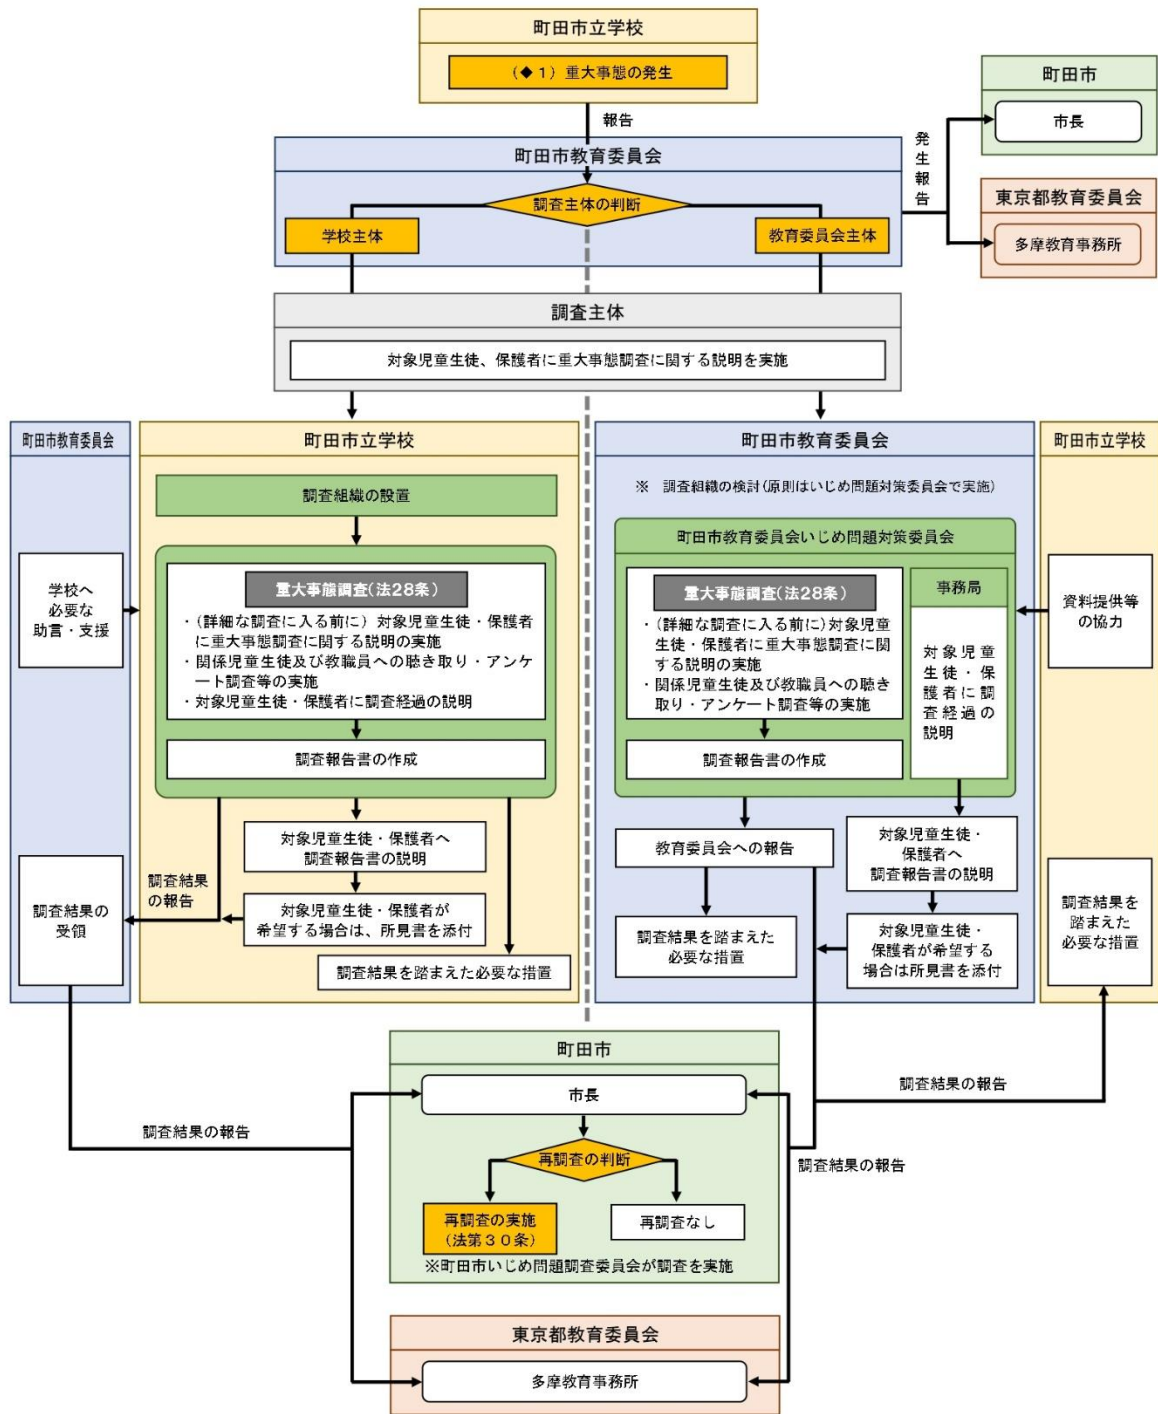 町田市立学校
(◆1)重大事態の発生
報告
町田市教育委員会
調査主体の判断
学校主体
教育委員会主体
発生報告
町田市
市長
東京都教育委員会
多摩教育事務所
調査主体
対象児童生徒、保護者に重大事態調査に関する説明を実施
町田市教育委員会
学校へ
必要な
助言・支援
調査結果の
受領
町田市立学校
調査組織の設置
重大事態調査(法28条)
・(詳細な調査に入る前に)対象児童生徒・保護者
に重大事態調査に関する説明の実施
・関係児童生徒及び教職員への聴き取り・アンケ
ート調査等の実施
・対象児童生徒・保護者に調査経過の説明
調査報告書の作成
対象児童生徒・保護者へ
調査報告書の説明
調査結果
の報告
対象児童生徒・保護者が
希望する場合は、所見書を添付
調査結果を踏まえた必要な措置
町田市教育委員会
※ 調査組織の検討(原則はいじめ問題対策委員会で実施)
町田市教育委員会いじめ問題対策委員会
重大事態調査(法28条)
・(詳細な調査に入る前に)対象児童
生徒・保護者に重大事態調査に関
する説明の実施
・関係児童生徒及び教職員への聴き
取り・アンケート調査等の実施
調査報告書の作成
事務局
対象児童
生徒・保
護者に調
査経過の
説明
教育委員会への報告
対象児童生徒・
保護者へ
調査報告書の説明
調査結果を踏まえた
必要な措置
対象児童生徒・
保護者が希望する
場合は所見書を添付
町田市立学校
資料提供等
の協力
調査結果を
踏まえた
必要な措置
町田市
市長
再調査の判断
再調査の実施
(法第30条)
再調査なし
※町田市いじめ問題調査委員会が調査を実施
調査結果の報告
調査結果の報告
調査結果の報告
東京都教育委員会
多摩教育事務所